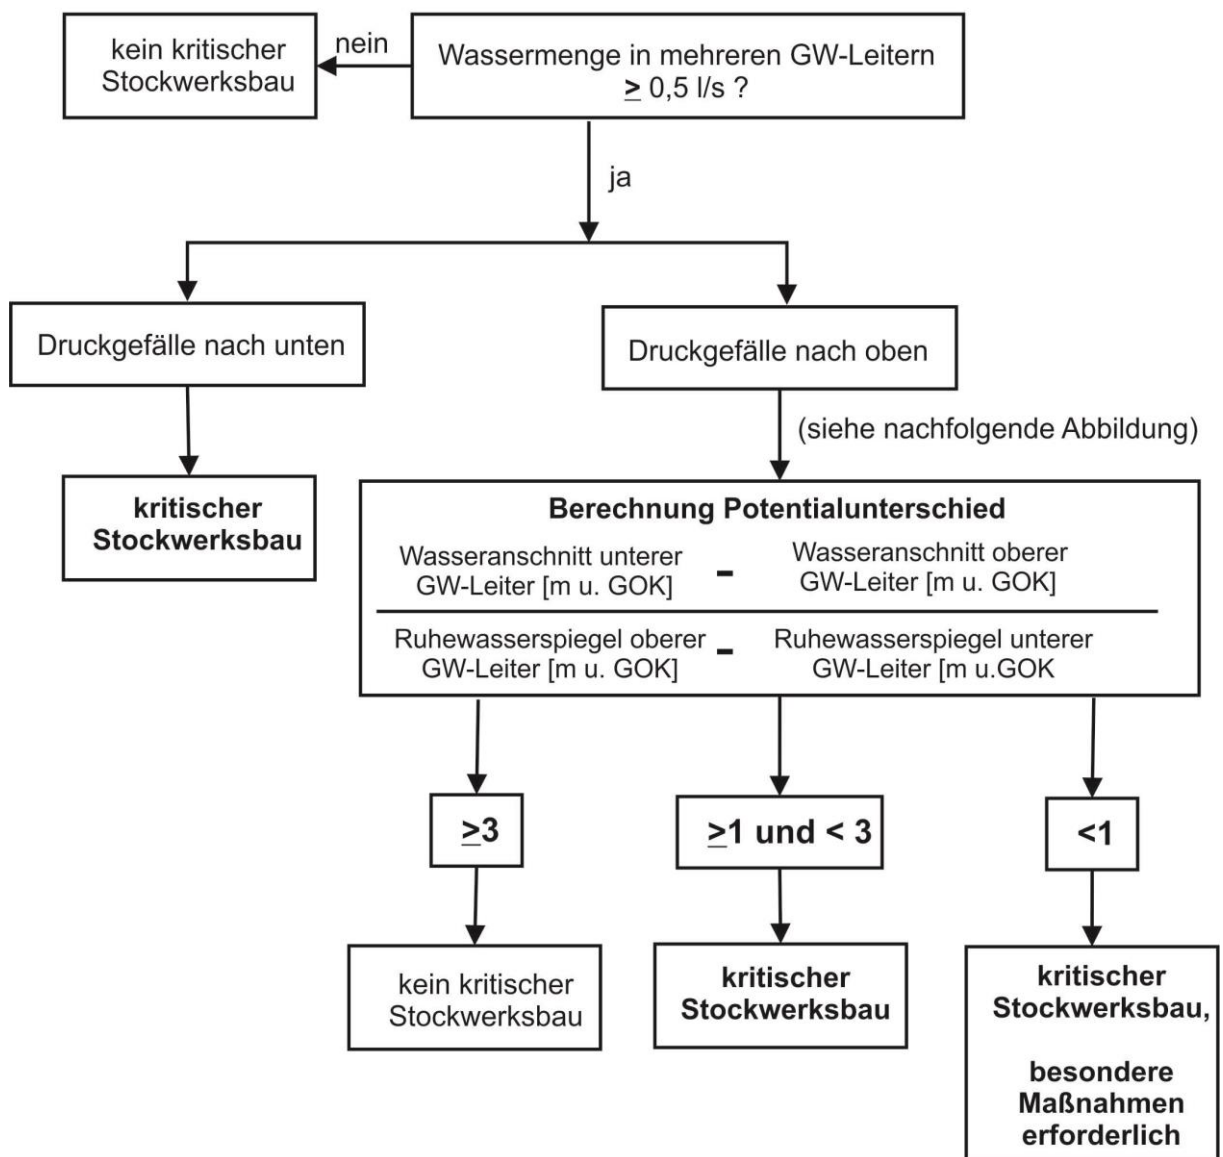 kein kritischer
Stockwerksbau
nein
Wassermenge in mehreren GW-Leitern
≥ 0,5 l/s ?
ja
Druckgefälle nach unten
Druckgefälle nach oben
(siehe nachfolgende Abbildung)
kritischer
Stockwerksbau
Berechnung Potentialunterschied
Wasseranschnitt unterer
GW-Leiter [m u. GOK]
-
Wasseranschnitt oberer
GW-Leiter [m u. GOK]
Ruhewasserspiegel oberer
GW-Leiter [m u. GOK]
-
Ruhewasserspiegel unterer
GW-Leiter [m u.GOK
≥3
≥1 und < 3
<1
kein kritischer
Stockwerksbau
kritischer
Stockwerksbau
kritischer
Stockwerksbau,
besondere
Maßnahmen
erforderlich